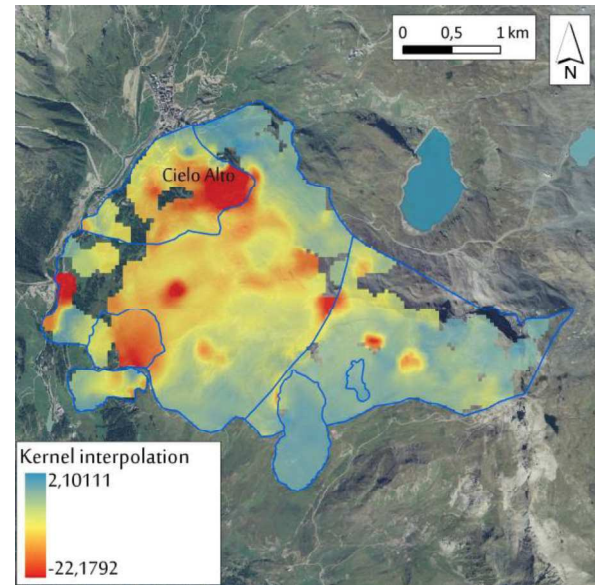 0 0,5 1 km
N
Cielo Alto
Kernel interpolation
2,10111
-22,1792